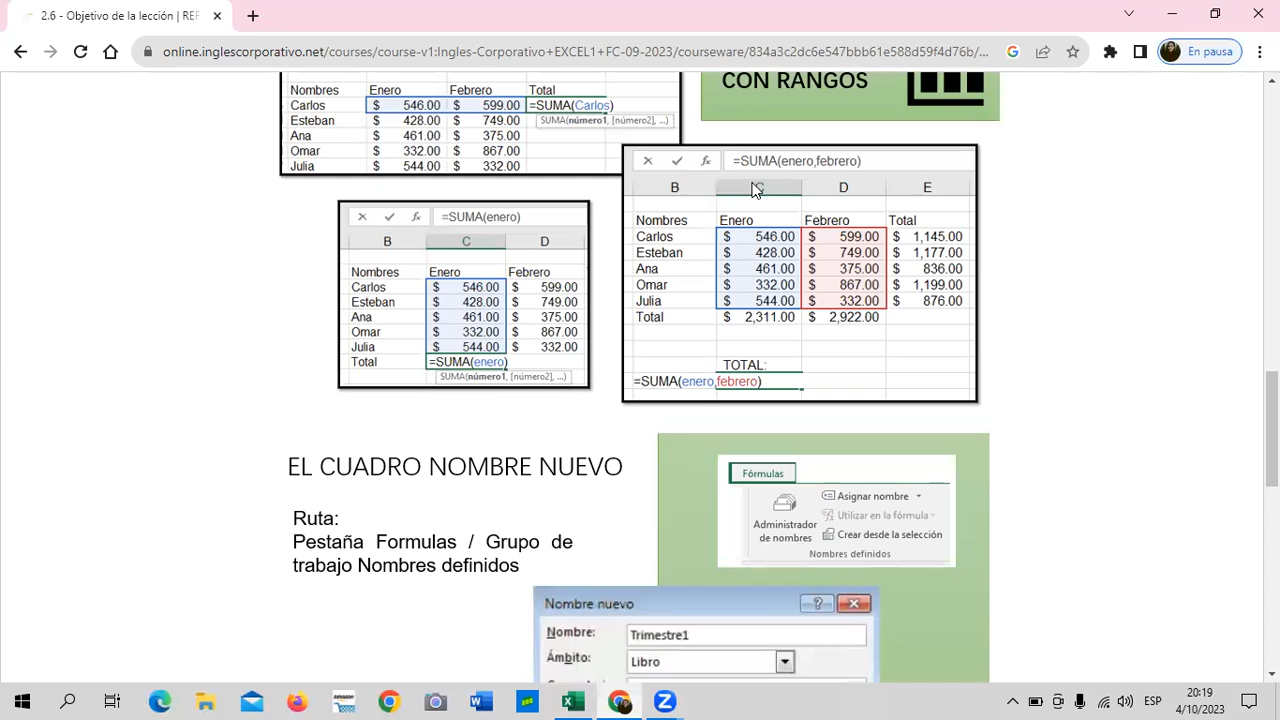 2.6 - Objetivo de la lección | REF
online.inglescorporativo.net/courses/course-v1:Ingles-Corporativo+EXCEL1+FC-09-2023/courseware/834a3c2dc6e547bbb61e588d59f4d76b/...
En pausa
Nombres Enero Febrero Total
Carlos $ 546.00 $ 599.00 =SUMA(Carlos)
Esteban $ 428.00 $ 749.00 SUMA(número1, [número2], ...)
Ana $ 461.00 $ 375.00
Omar $ 332.00 $ 867.00
Julia $ 544.00 $ 332.00
CON RANGOS
=SUMA(enero,febrero)
B C D E
Nombres Enero Febrero Total
Carlos $ 546.00 $ 599.00 $ 1,145.00
Esteban $ 428.00 $ 749.00 $ 1,177.00
Ana $ 461.00 $ 375.00 $ 836.00
Omar $ 332.00 $ 867.00 $ 1,199.00
Julia $ 544.00 $ 332.00 $ 876.00
Total $ 2,311.00 $ 2,922.00
TOTAL:
=SUMA(enero,febrero)
=SUMA(enero)
B C D
Nombres Enero Febrero
Carlos $ 546.00 $ 599.00
Esteban $ 428.00 $ 749.00
Ana $ 461.00 $ 375.00
Omar $ 332.00 $ 867.00
Julia $ 544.00 $ 332.00
Total =SUMA(enero)
SUMA(número1, [número2], ...)
EL CUADRO NOMBRE NUEVO
Ruta:
Pestaña Formulas / Grupo de
trabajo Nombres definidos
Fórmulas
Administrador
de nombres
Asignar nombre
Utilizar en la fórmula
Crear desde la selección
Nombres definidos
Nombre nuevo
Nombre: Trimestre1
Ámbito: Libro
ESP
20:19
4/10/2023